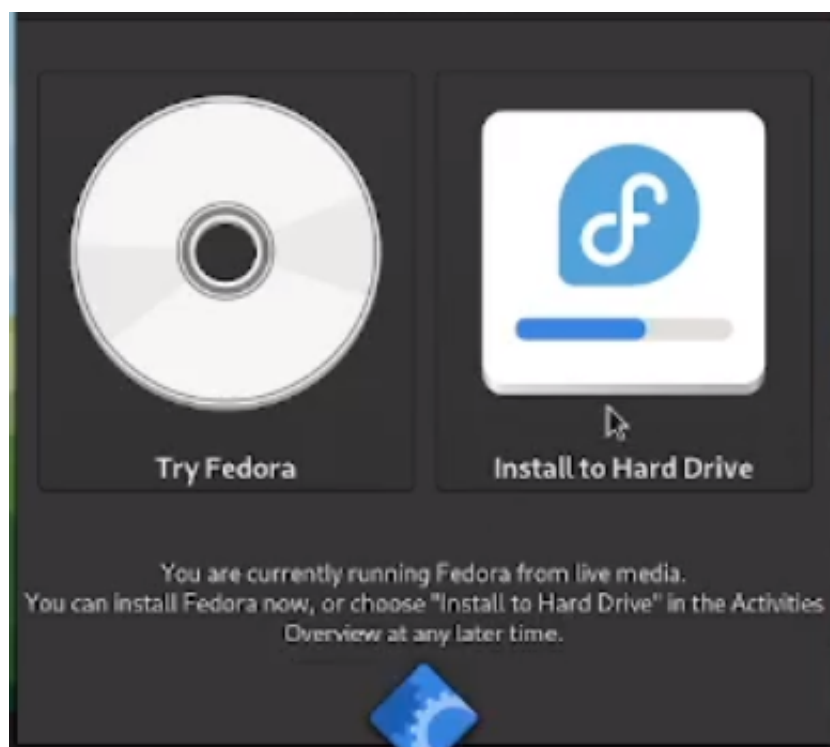 Try Fedora
Install to Hard Drive
You are currently running Fedora from live media.
You can install Fedora now, or choose "Install to Hard Drive" in the Activities
Overview at any later time.